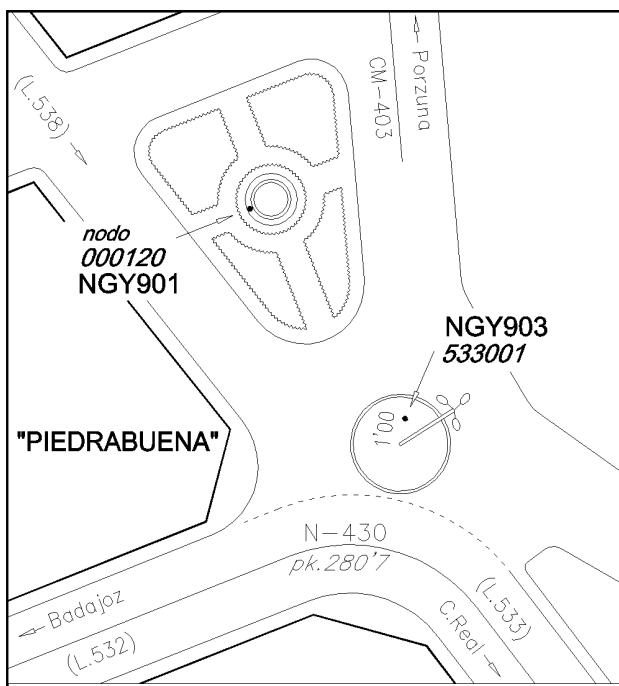 Porzuna
CM-403
(L.538)
nodo
000120
NGY901
NGY903
533001
1'00
"PIEDRABUENA"
N-430
pk.280'7
Badajoz
(L.532)
(L.533)
C.Real